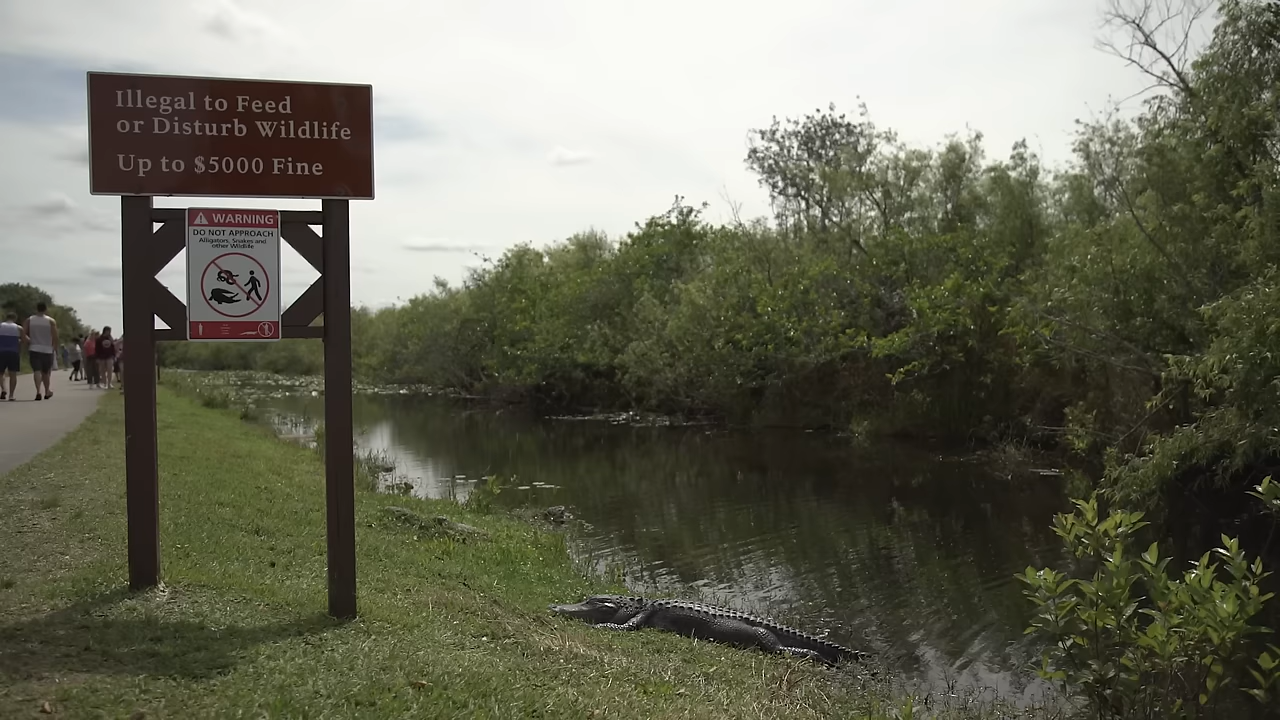 Illegal to Feed
or Disturb Wildlife
Up to $5000 Fine
WARNING
DO NOT APPROACH
Alligators, Snakes and
other Wildlife